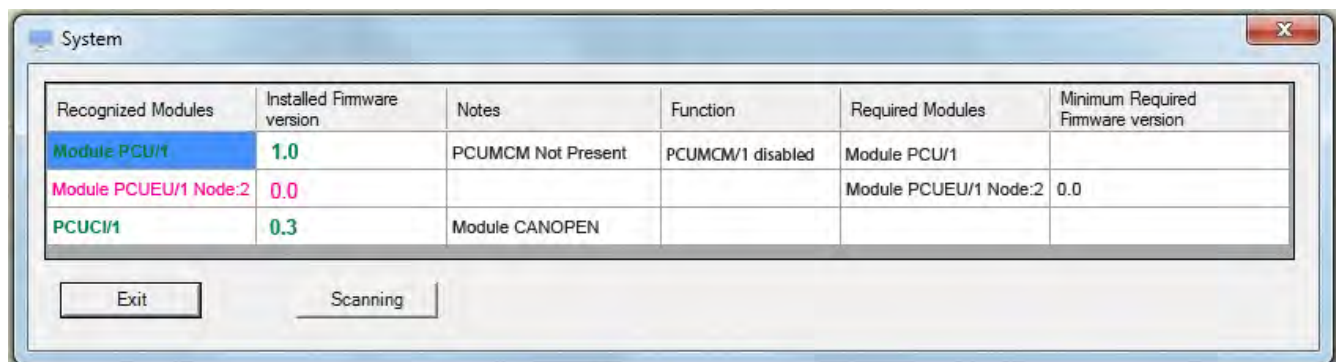 System
Recognized Modules Installed Firmware version Notes Function Required Modules Minimum Required Firmware version
Module PCU/1 1.0 PCUMCM Not Present PCUMCM/1 disabled Module PCU/1
Module PCUEU/1 Node:2 0.0 Module PCUEU/1 Node:2 0.0
PCUCI/1 0.3 Module CANOPEN
Exit Scanning